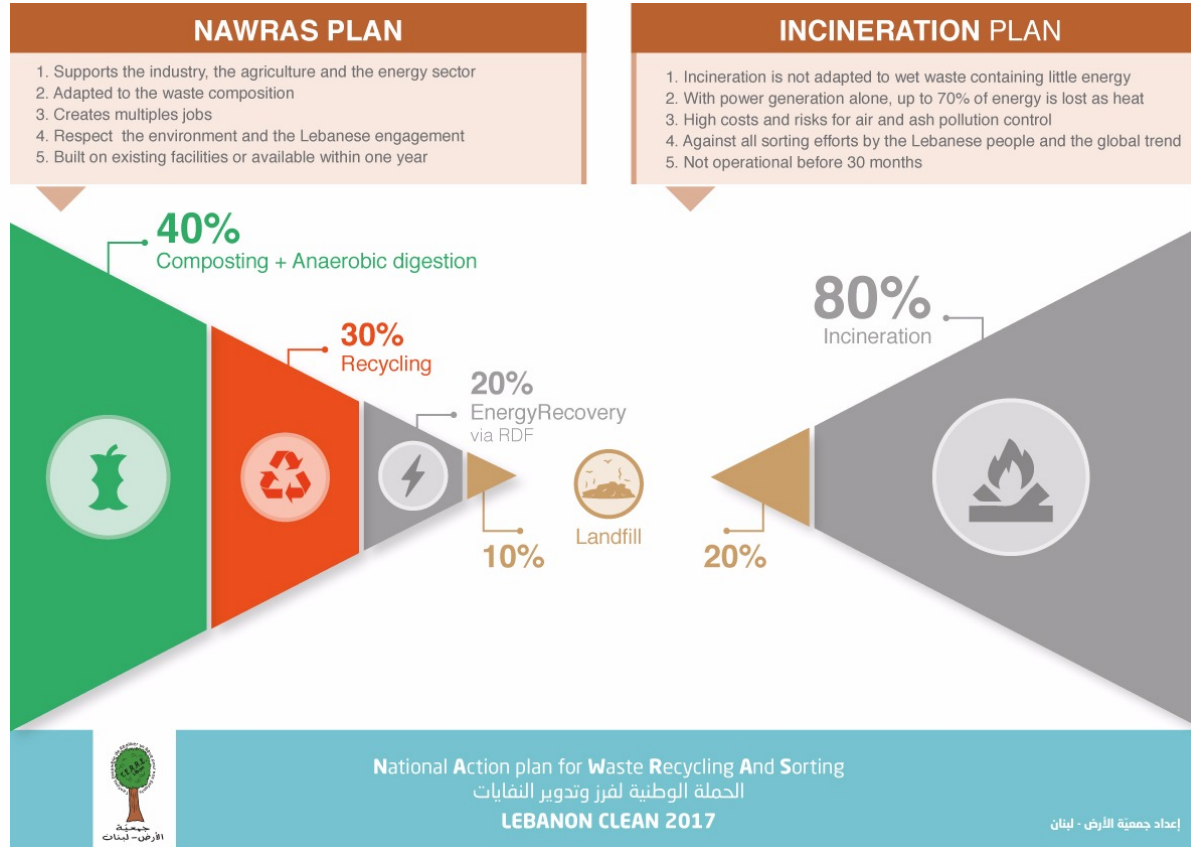 NAWRAS PLAN
1. Supports the industry, the agriculture and the energy sector
2. Adapted to the waste composition
3. Creates multiples jobs
4. Respect the environment and the Lebanese engagement
5. Built on existing facilities or available within one year
INCINERATION PLAN
1. Incineration is not adapted to wet waste containing little energy
2. With power generation alone, up to 70% of energy is lost as heat
3. High costs and risks for air and ash pollution control
4. Against all sorting efforts by the Lebanese people and the global trend
5. Not operational before 30 months
40%
Composting + Anaerobic digestion
30%
Recycling
20%
EnergyRecovery
via RDF
10%
Landfill
20%
80%
Incineration
National Action plan for Waste Recycling And Sorting
الحملة الوطنية لفرز وتدوير النفايات
LEBANON CLEAN 2017
جمعيّة
الأرض - لبنان
إعداد جمعيّة الأرض - لبنان